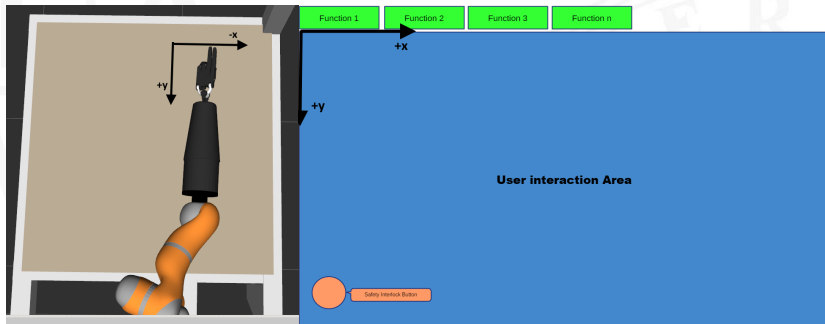 -x
+y
Function 1
Function 2
Function 3
Function n
+x
+y
User interaction Area
Safety Interlock Button